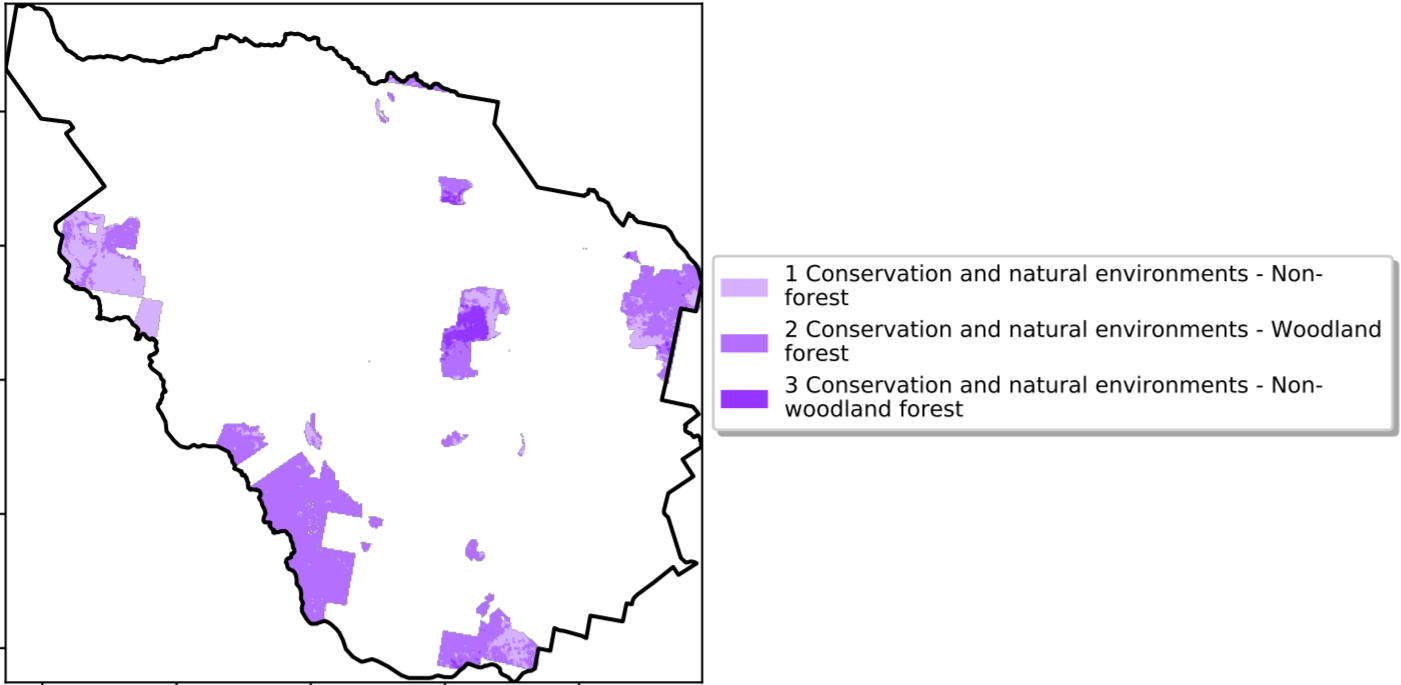 1 Conservation and natural environments - Non-
forest
2 Conservation and natural environments - Woodland
forest
3 Conservation and natural environments - Non-
woodland forest